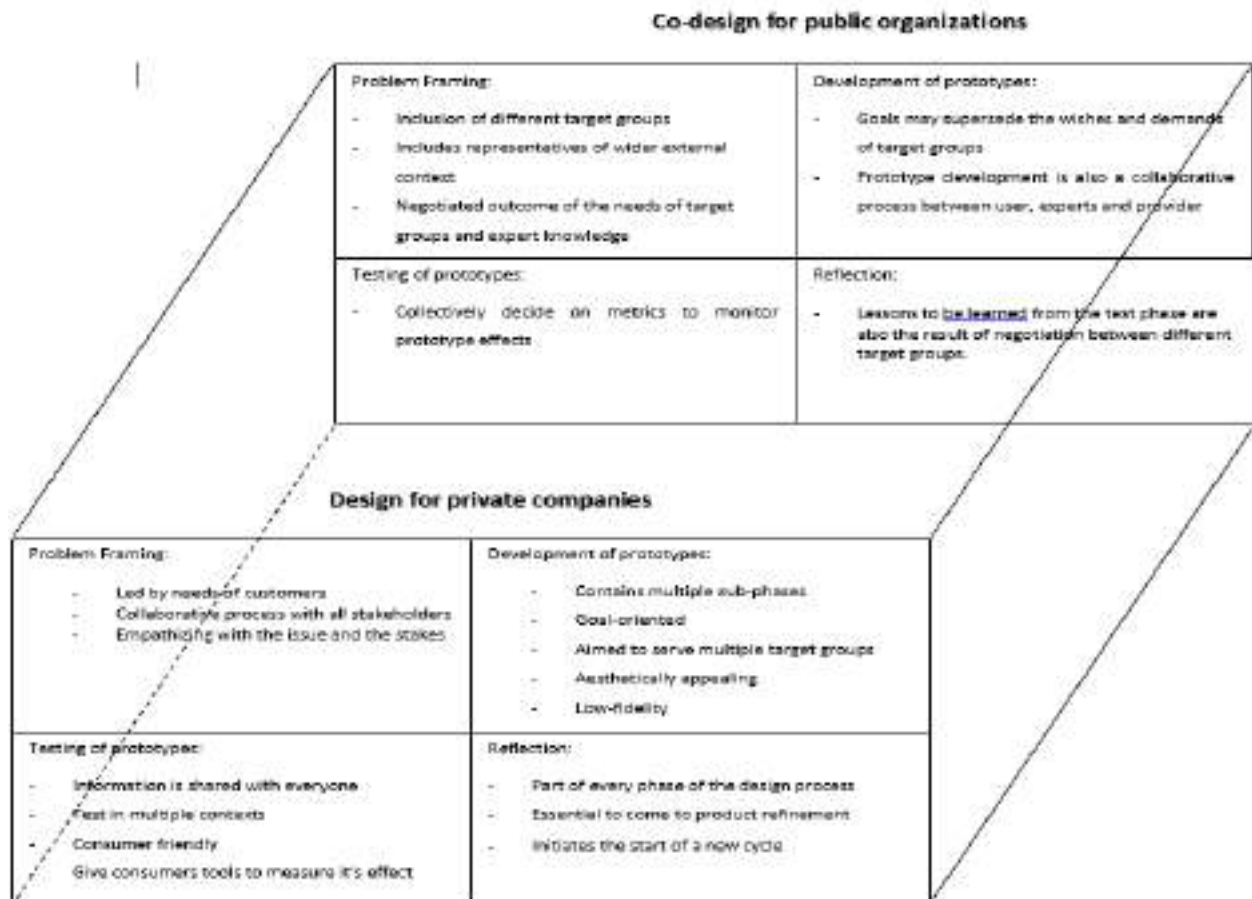 Co-design for public organizations
Problem Framing:
- Inclusion of different target groups
- Includes representatives of wider external
context
- Negotiated outcome of the needs of target
groups and expert knowledge
Development of prototypes:
- Goals may supersede the wishes and demands
of target groups
- Prototype development is also a collaborative
process between user, experts and provider
Testing of prototypes:
- Collectively decide on metrics to monitor
prototype effects
Reflection:
- Lessons to be learned from the test phase are
also the result of negotiation between different
target groups.
Design for private companies
Problem Framing:
- Led by needs of customers
- Collaborative process with all stakeholders
- Empathizing with the issue and the stakes
Development of prototypes:
- Contains multiple sub-phases
- Goal-oriented
- Aimed to serve multiple target groups
- Aesthetically appealing
- Low-fidelity
Testing of prototypes:
- Information is shared with everyone
- Test in multiple contexts
- Consumer friendly
Give consumers tools to measure it's effect
Reflection:
- Part of every phase of the design process
- Essential to come to product refinement
- Initiates the start of a new cycle